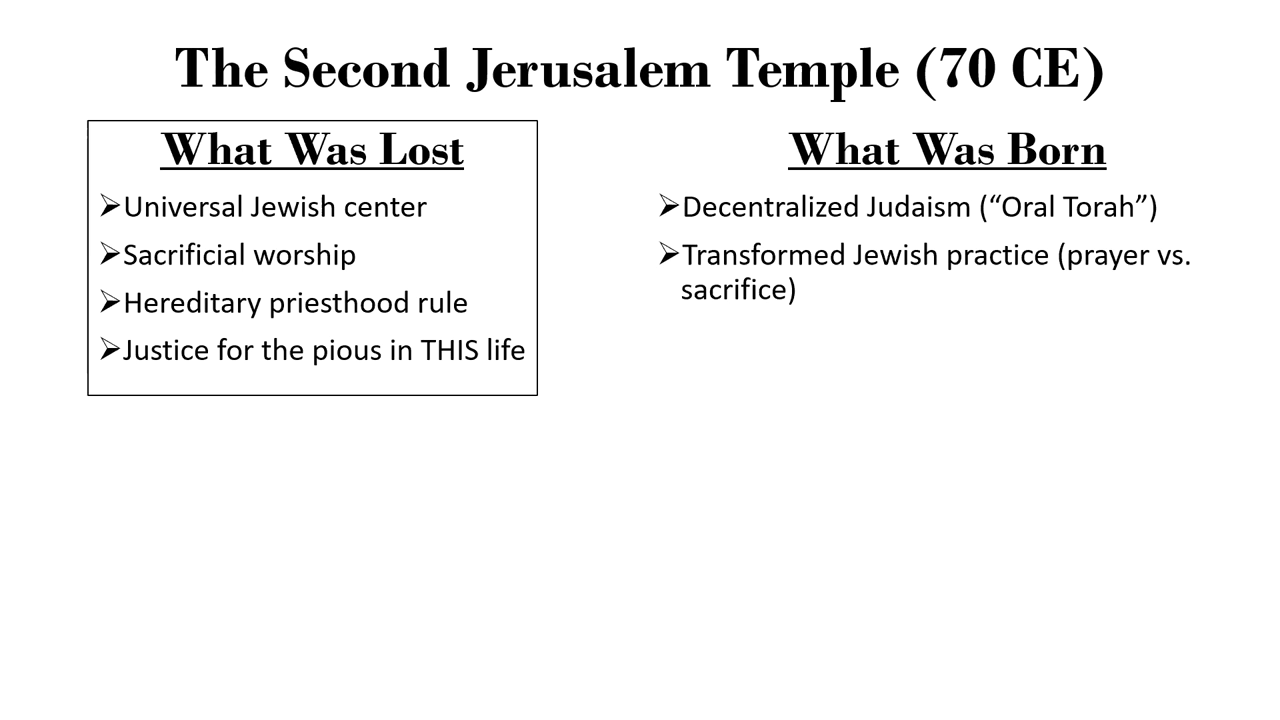 The Second Jerusalem Temple (70 CE)
What Was Lost
➢Universal Jewish center
➢Sacrificial worship
➢Hereditary priesthood rule
➢Justice for the pious in THIS life
What Was Born
➢Decentralized Judaism (“Oral Torah”)
➢Transformed Jewish practice (prayer vs.
sacrifice)